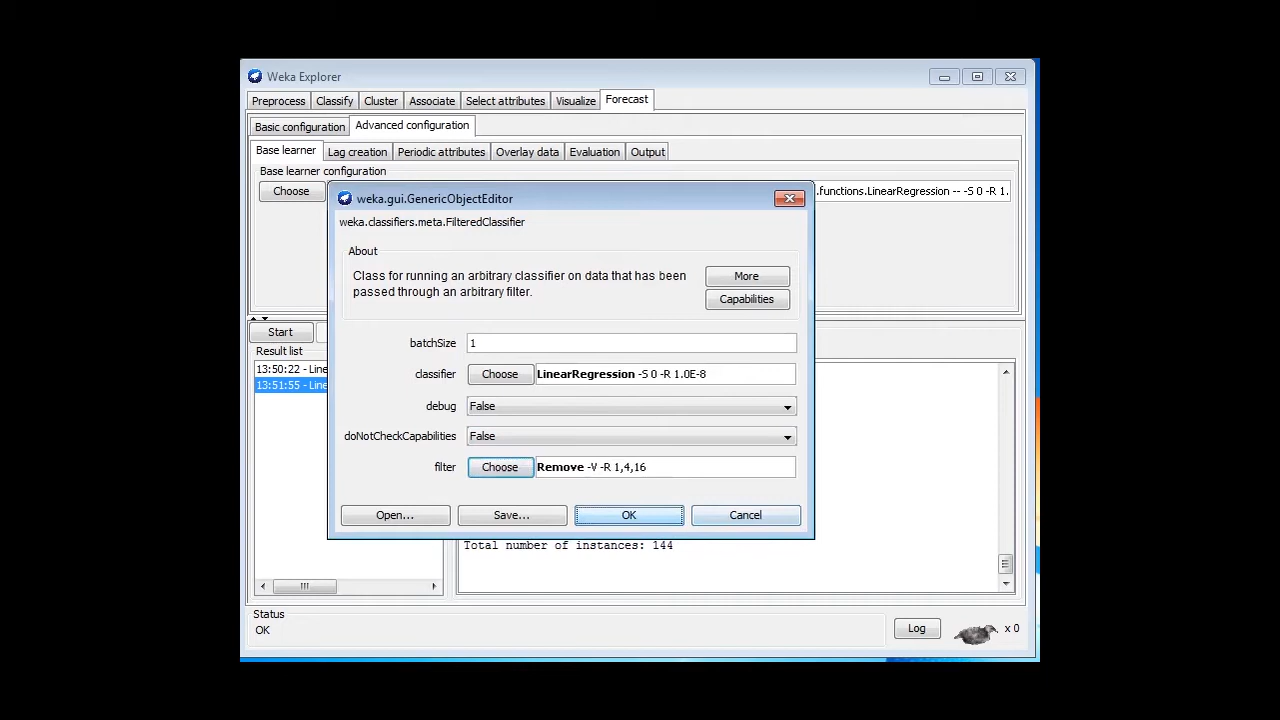 Weka Explorer
Preprocess Classify Cluster Associate Select attributes Visualize Forecast
Basic configuration Advanced configuration
Base learner Lag creation Periodic attributes Overlay data Evaluation Output
Base learner configuration
Choose .functions.LinearRegression -- -S 0 -R 1.
weka.gui.GenericObjectEditor
weka.classifiers.meta.FilteredClassifier
About
Class for running an arbitrary classifier on data that has been
passed through an arbitrary filter.
More
Capabilities
batchSize 1
classifier Choose LinearRegression -S 0 -R 1.0E-8
debug False
doNotCheckCapabilities False
filter Choose Remove -V -R 1,4,16
Open... Save... OK Cancel
Start
Result list
13:50:22 - Line
13:51:55 - Line
Total number of instances: 144
Status
OK
Log x 0